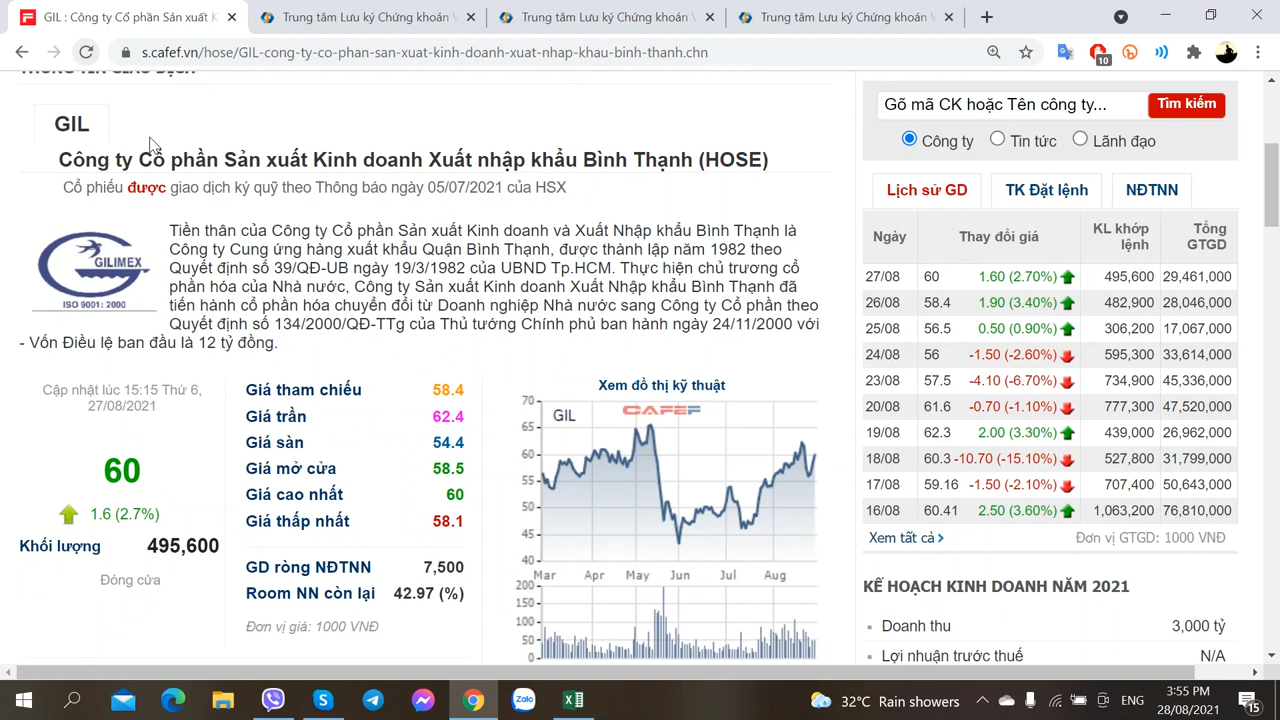 GIL : Công ty Cổ phần Sản xuất K
Trung tâm Lưu ký Chứng khoán V
Trung tâm Lưu ký Chứng khoán V
Trung tâm Lưu ký Chứng khoán V
s.cafef.vn/hose/GIL-cong-ty-co-phan-san-xuat-kinh-doanh-xuat-nhap-khau-binh-thanh.chn
10
GIL
Công ty Cổ phần Sản xuất Kinh doanh Xuất nhập khẩu Bình Thạnh (HOSE)
Cổ phiếu được giao dịch ký quỹ theo Thông báo ngày 05/07/2021 của HSX
GILIMEX
ISO 9001: 2000
Tiền thân của Công ty Cổ phần Sản xuất Kinh doanh và Xuất Nhập khẩu Bình Thạnh là
Công ty Cung ứng hàng xuất khẩu Quận Bình Thạnh, được thành lập năm 1982 theo
Quyết định số 39/QĐ-UB ngày 19/3/1982 của UBND Tp.HCM. Thực hiện chủ trương cổ
phần hóa của Nhà nước, Công ty Sản xuất Kinh doanh Xuất Nhập khẩu Bình Thạnh đã
tiến hành cổ phần hóa chuyển đổi từ Doanh nghiệp Nhà nước sang Công ty Cổ phần theo
Quyết định số 134/2000/QĐ-TTg của Thủ tướng Chính phủ ban hành ngày 24/11/2000 với
- Vốn Điều lệ ban đầu là 12 tỷ đồng.
Cập nhật lúc 15:15 Thứ 6,
27/08/2021
60
1.6 (2.7%)
Khối lượng 495,600
Đóng cửa
Giá tham chiếu 58.4
Giá trần 62.4
Giá sàn 54.4
Giá mở cửa 58.5
Giá cao nhất 60
Giá thấp nhất 58.1
GD ròng NĐTNN 7,500
Room NN còn lại 42.97 (%)
Đơn vị giá: 1000 VNĐ
Xem đồ thị kỹ thuật
GIL
CAFEF
70
65
60
55
50
45
40
Mar Apr May Jun Jul Aug
200
150
100
50
0
Gõ mã CK hoặc Tên công ty... Tìm kiếm
Công ty Tin tức Lãnh đạo
Lịch sử GD TK Đặt lệnh NĐTNN
Ngày Thay đổi giá KL khớp lệnh Tổng GTGD
27/08 60 1.60 (2.70%) 495,600 29,461,000
26/08 58.4 1.90 (3.40%) 482,900 28,046,000
25/08 56.5 0.50 (0.90%) 306,200 17,067,000
24/08 56 -1.50 (-2.60%) 595,300 33,614,000
23/08 57.5 -4.10 (-6.70%) 734,900 45,336,000
20/08 61.6 -0.70 (-1.10%) 777,300 47,520,000
19/08 62.3 2.00 (3.30%) 439,000 26,962,000
18/08 60.3 -10.70 (-15.10%) 527,800 31,799,000
17/08 59.16 -1.50 (-2.10%) 707,400 50,643,000
16/08 60.41 2.50 (3.60%) 1,063,200 76,810,000
Xem tất cả Đơn vị GTGD: 1000 VNĐ
KẾ HOẠCH KINH DOANH NĂM 2021
Doanh thu 3,000 tỷ
Lợi nhuận trước thuế N/A
Zalo
32°C Rain showers
ENG
3:55 PM
28/08/2021
15